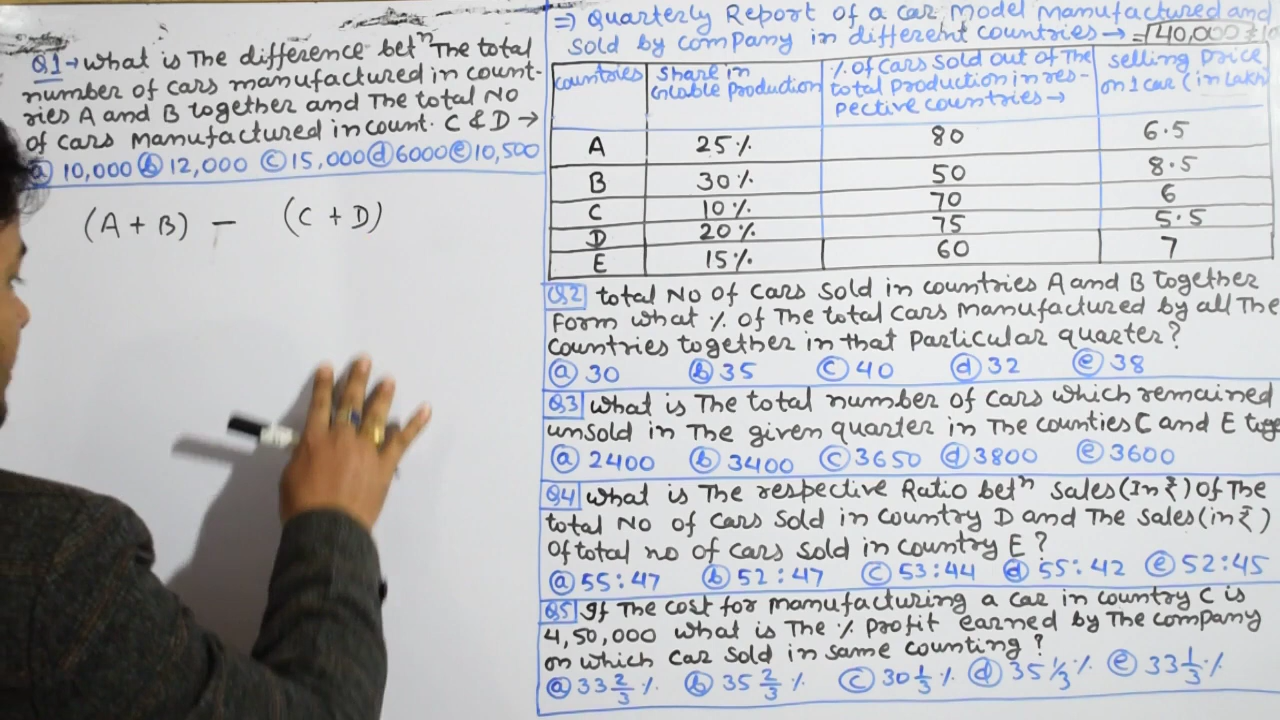 Q1→ What is The difference betⁿ The total
number of cars manufactured in count-
ries A and B together and The total No
of cars manufactured in count. C & D →
ⓐ 10,000 ⓑ 12,000 ⓒ 15,000 ⓓ 6000 ⓔ 10,500
(A + B) – (C + D)
⇒ Quarterly Report of a car model manufactured and
sold by company in different countries → = 40,000
countries
Share in
Glable production
% of cars sold out of The
total production in res-
pective countries →
selling price
on 1 car (in Lakh
A 25% 80 6.5
B 30% 50 8.5
C 10% 70 6
D 20% 75 5.5
E 15% 60 7
Q2 total No of cars sold in countries A and B together
Form what % of The total cars manufactured by all The
countries together in that particular quarter?
ⓐ 30 ⓑ 35 ⓒ 40 ⓓ 32 ⓔ 38
Q3 What is The total number of cars which remained
unsold in The given quarter in The counties C and E
ⓐ 2400 ⓑ 3400 ⓒ 3650 ⓓ 3800 ⓔ 3600
Q4 What is The respective Ratio betⁿ sales (In ₹) of The
total No of cars sold in country D and The sales (in ₹)
of total no of cars sold in country E?
ⓐ 55:47 ⓑ 52:47 ⓒ 53:44 ⓓ 55:42 ⓔ 52:45
Q5 If The cost for manufacturing a car in country C is
4,50,000 what is The % profit earned by The company
on which car sold in same counting?
ⓐ 33 2/3 % ⓑ 35 2/3 % ⓒ 30 1/3 % ⓓ 35 1/3 % ⓔ 33 1/3 %